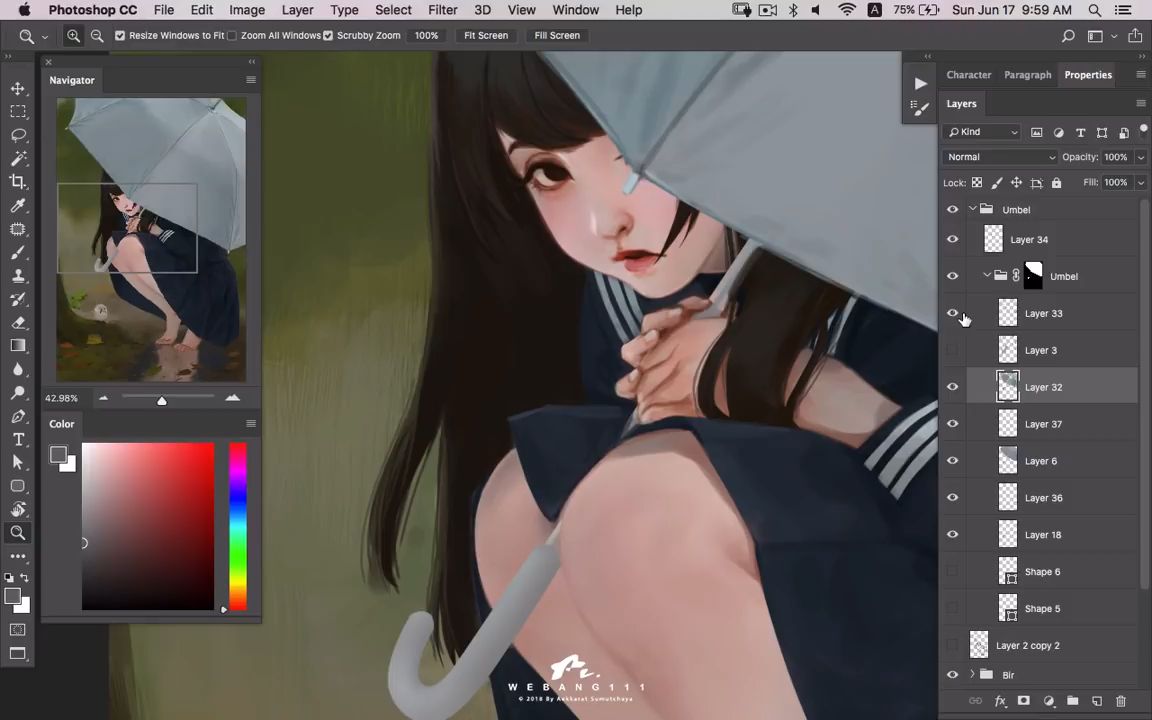 Photoshop CC File Edit Image Layer Type Select Filter 3D View Window Help A 75% Sun Jun 17 9:59 AM
Resize Windows to Fit Zoom All Windows Scrubby Zoom 100% Fit Screen Fill Screen
Navigator
42.98%
Color
Character Paragraph Properties
Layers
Kind
Normal Opacity: 100%
Lock: Fill: 100%
Umbel
Layer 34
Umbel
Layer 33
Layer 3
Layer 32
Layer 37
Layer 6
Layer 36
Layer 18
Shape 6
Shape 5
Layer 2 copy 2
Bir
WEBANG111
© 2018 By Aekkarat Sumutchaya